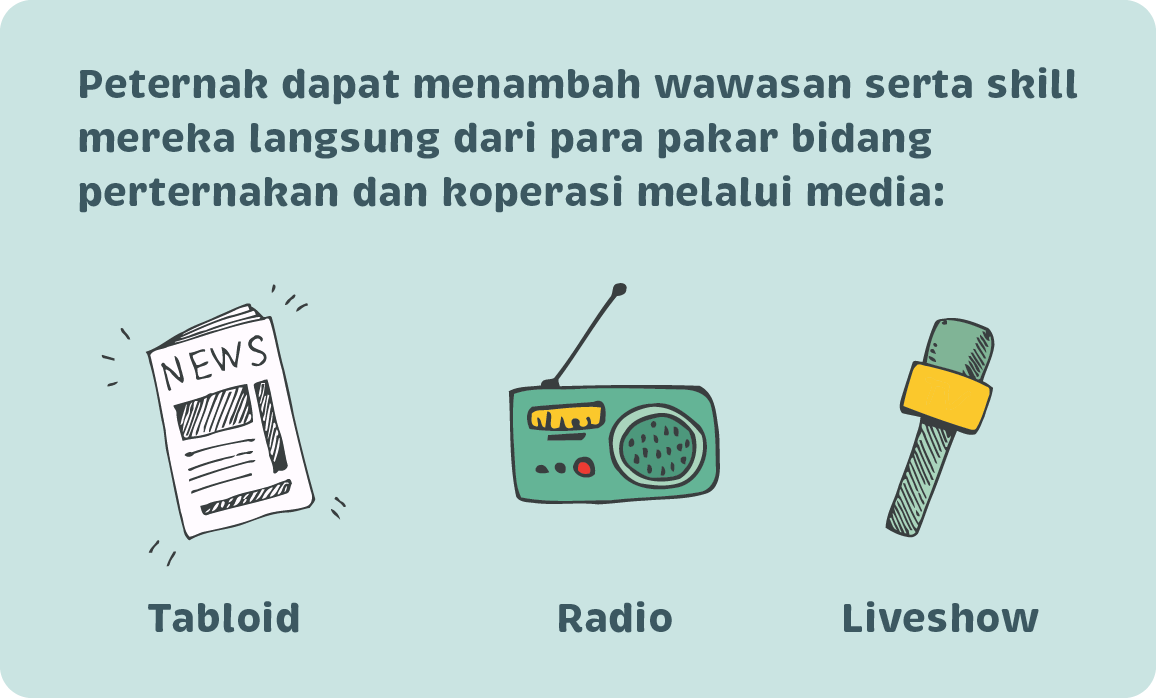 Peternak dapat menambah wawasan serta skill
mereka langsung dari para pakar bidang
perternakan dan koperasi melalui media:
NEWS
Tabloid
Radio
Liveshow